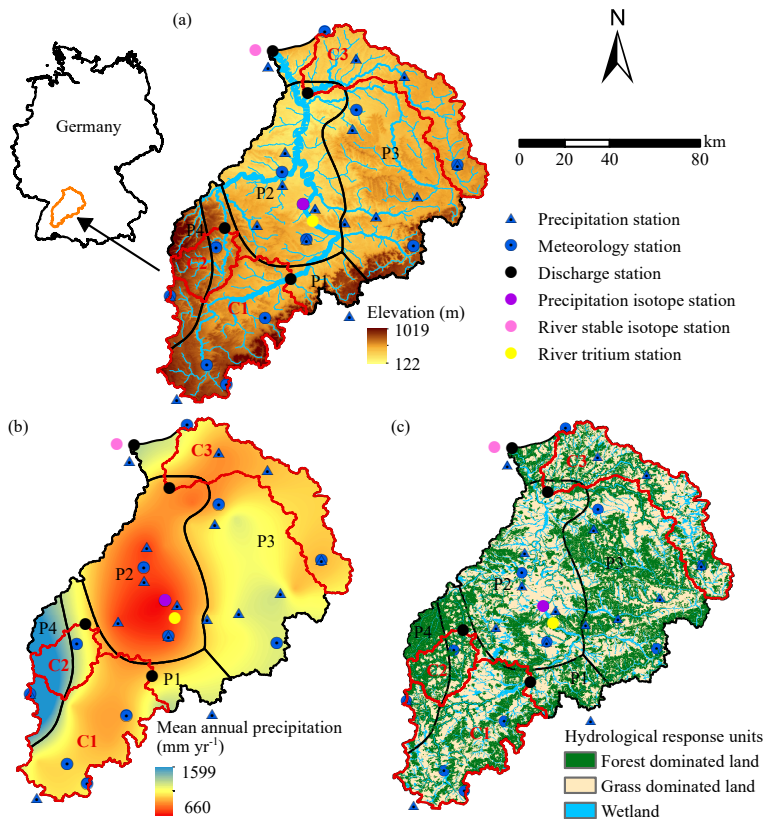 (a)
N
Germany
km
0 20 40 80
C3
P3
P2
P4
C2
P1
C1
Elevation (m)
1019
122
Precipitation station
Meteorology station
Discharge station
Precipitation isotope station
River stable isotope station
River tritium station
(b)
C3
P3
P2
P4
C2
P1
C1
Mean annual precipitation
(mm yr-1)
1599
660
(c)
C3
P3
P2
P4
C2
P1
C1
Hydrological response units
Forest dominated land
Grass dominated land
Wetland